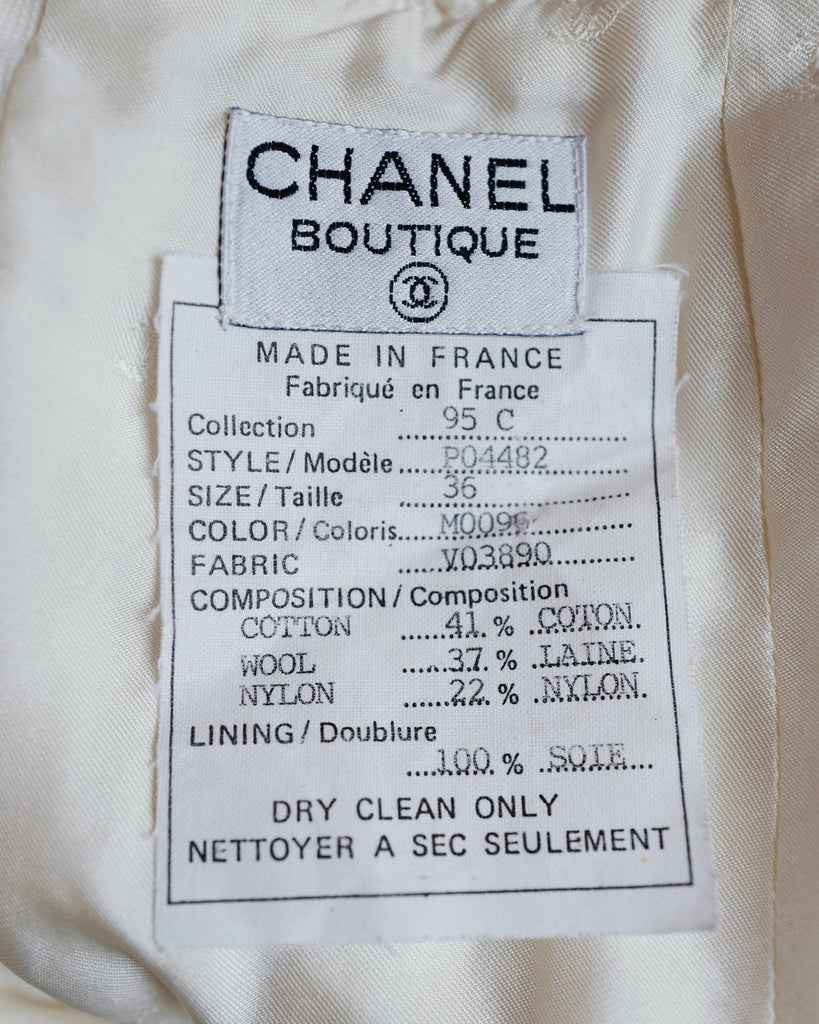 CHANEL
BOUTIQUE
MADE IN FRANCE
Fabriqué en France
Collection ........ 95 C ........
STYLE/Modèle ..... P04482 ........
SIZE/Taille ........ 36 ........
COLOR/Coloris..... M0096 ........
FABRIC ..... V03890 ........
COMPOSITION/Composition
COTTON ......41.% .COTON.
WOOL ......37.% .LAINE.
NYLON ......22.% .NYLON.
LINING/Doublure
....100.% .SOIE...
DRY CLEAN ONLY
NETTOYER A SEC SEULEMENT